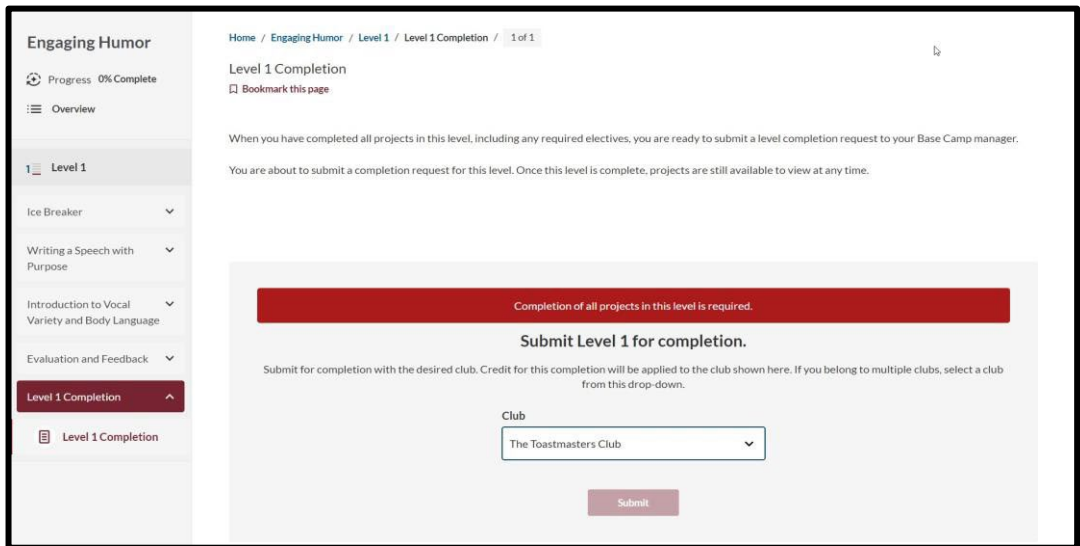 Engaging Humor
Progress 0% Complete
Overview
1 Level 1
Ice Breaker
Writing a Speech with
Purpose
Introduction to Vocal
Variety and Body Language
Evaluation and Feedback
Level 1 Completion
Level 1 Completion
Home / Engaging Humor / Level 1 / Level 1 Completion / 1 of 1
Level 1 Completion
Bookmark this page
When you have completed all projects in this level, including any required electives, you are ready to submit a level completion request to your Base Camp manager.
You are about to submit a completion request for this level. Once this level is complete, projects are still available to view at any time.
Completion of all projects in this level is required.
Submit Level 1 for completion.
Submit for completion with the desired club. Credit for this completion will be applied to the club shown here. If you belong to multiple clubs, select a club
from this drop-down.
Club
The Toastmasters Club
Submit